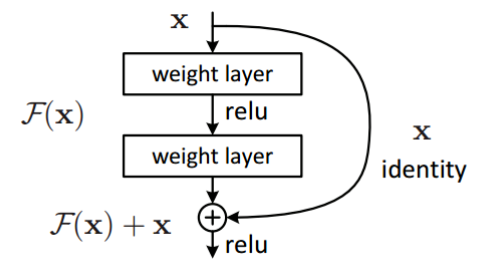 x
weight layer
relu
F(x)
x
weight layer
identity
F(x) + x
relu